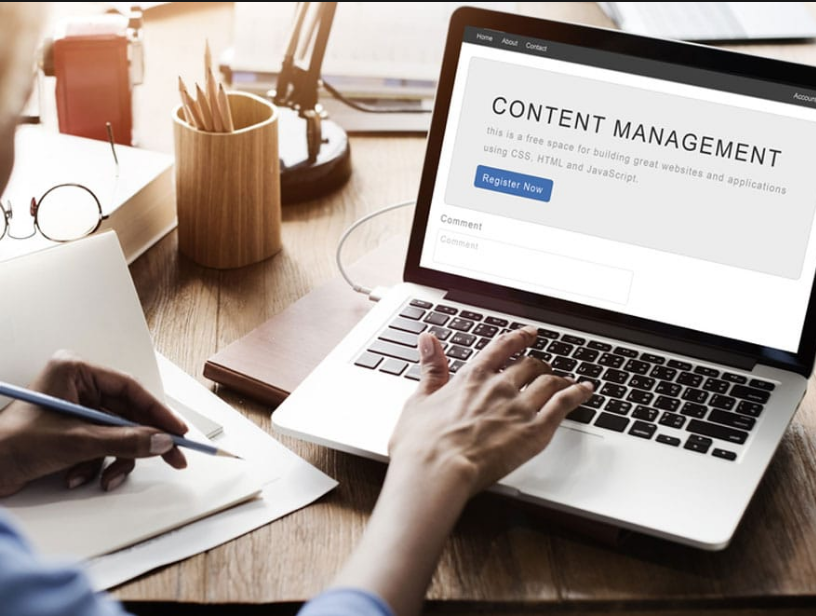 Home About Contact
Account
CONTENT MANAGEMENT
this is a free space for building great websites and applications
using CSS, HTML and JavaScript.
Register Now
Comment
Comment